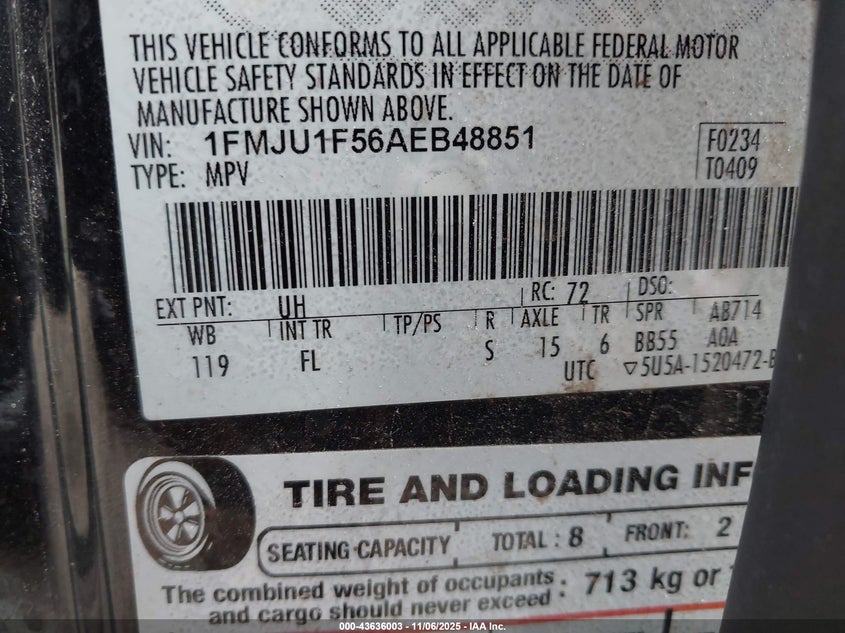 THIS VEHICLE CONFORMS TO ALL APPLICABLE FEDERAL MOTOR
VEHICLE SAFETY STANDARDS IN EFFECT ON THE DATE OF
MANUFACTURE SHOWN ABOVE.
VIN: 1FMJU1F56AEB48851 F0234
TYPE: MPV T0409
EXT PNT: UH RC: 72 DSO:
WB INT TR TP/PS R AXLE TR SPR AB714
119 FL S 15 6 BB55 A0A
UTC ▽5U5A-1520472-B
TIRE AND LOADING INF
SEATING CAPACITY TOTAL : 8 FRONT: 2
The combined weight of occupants : 713 kg or
and cargo should never exceed :
000-43636003 — 11/06/2025 — IAA Inc.